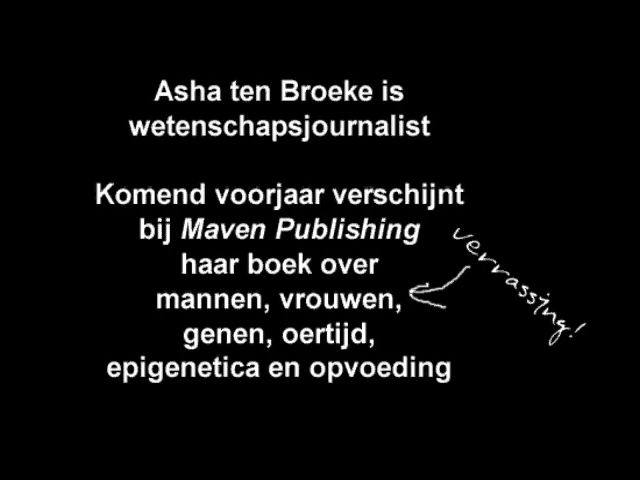 Asha ten Broeke is
wetenschapsjournalist
Komend voorjaar verschijnt
bij Maven Publishing
haar boek over
mannen, vrouwen,
genen, oertijd,
epigenetica en opvoeding
verrassing!